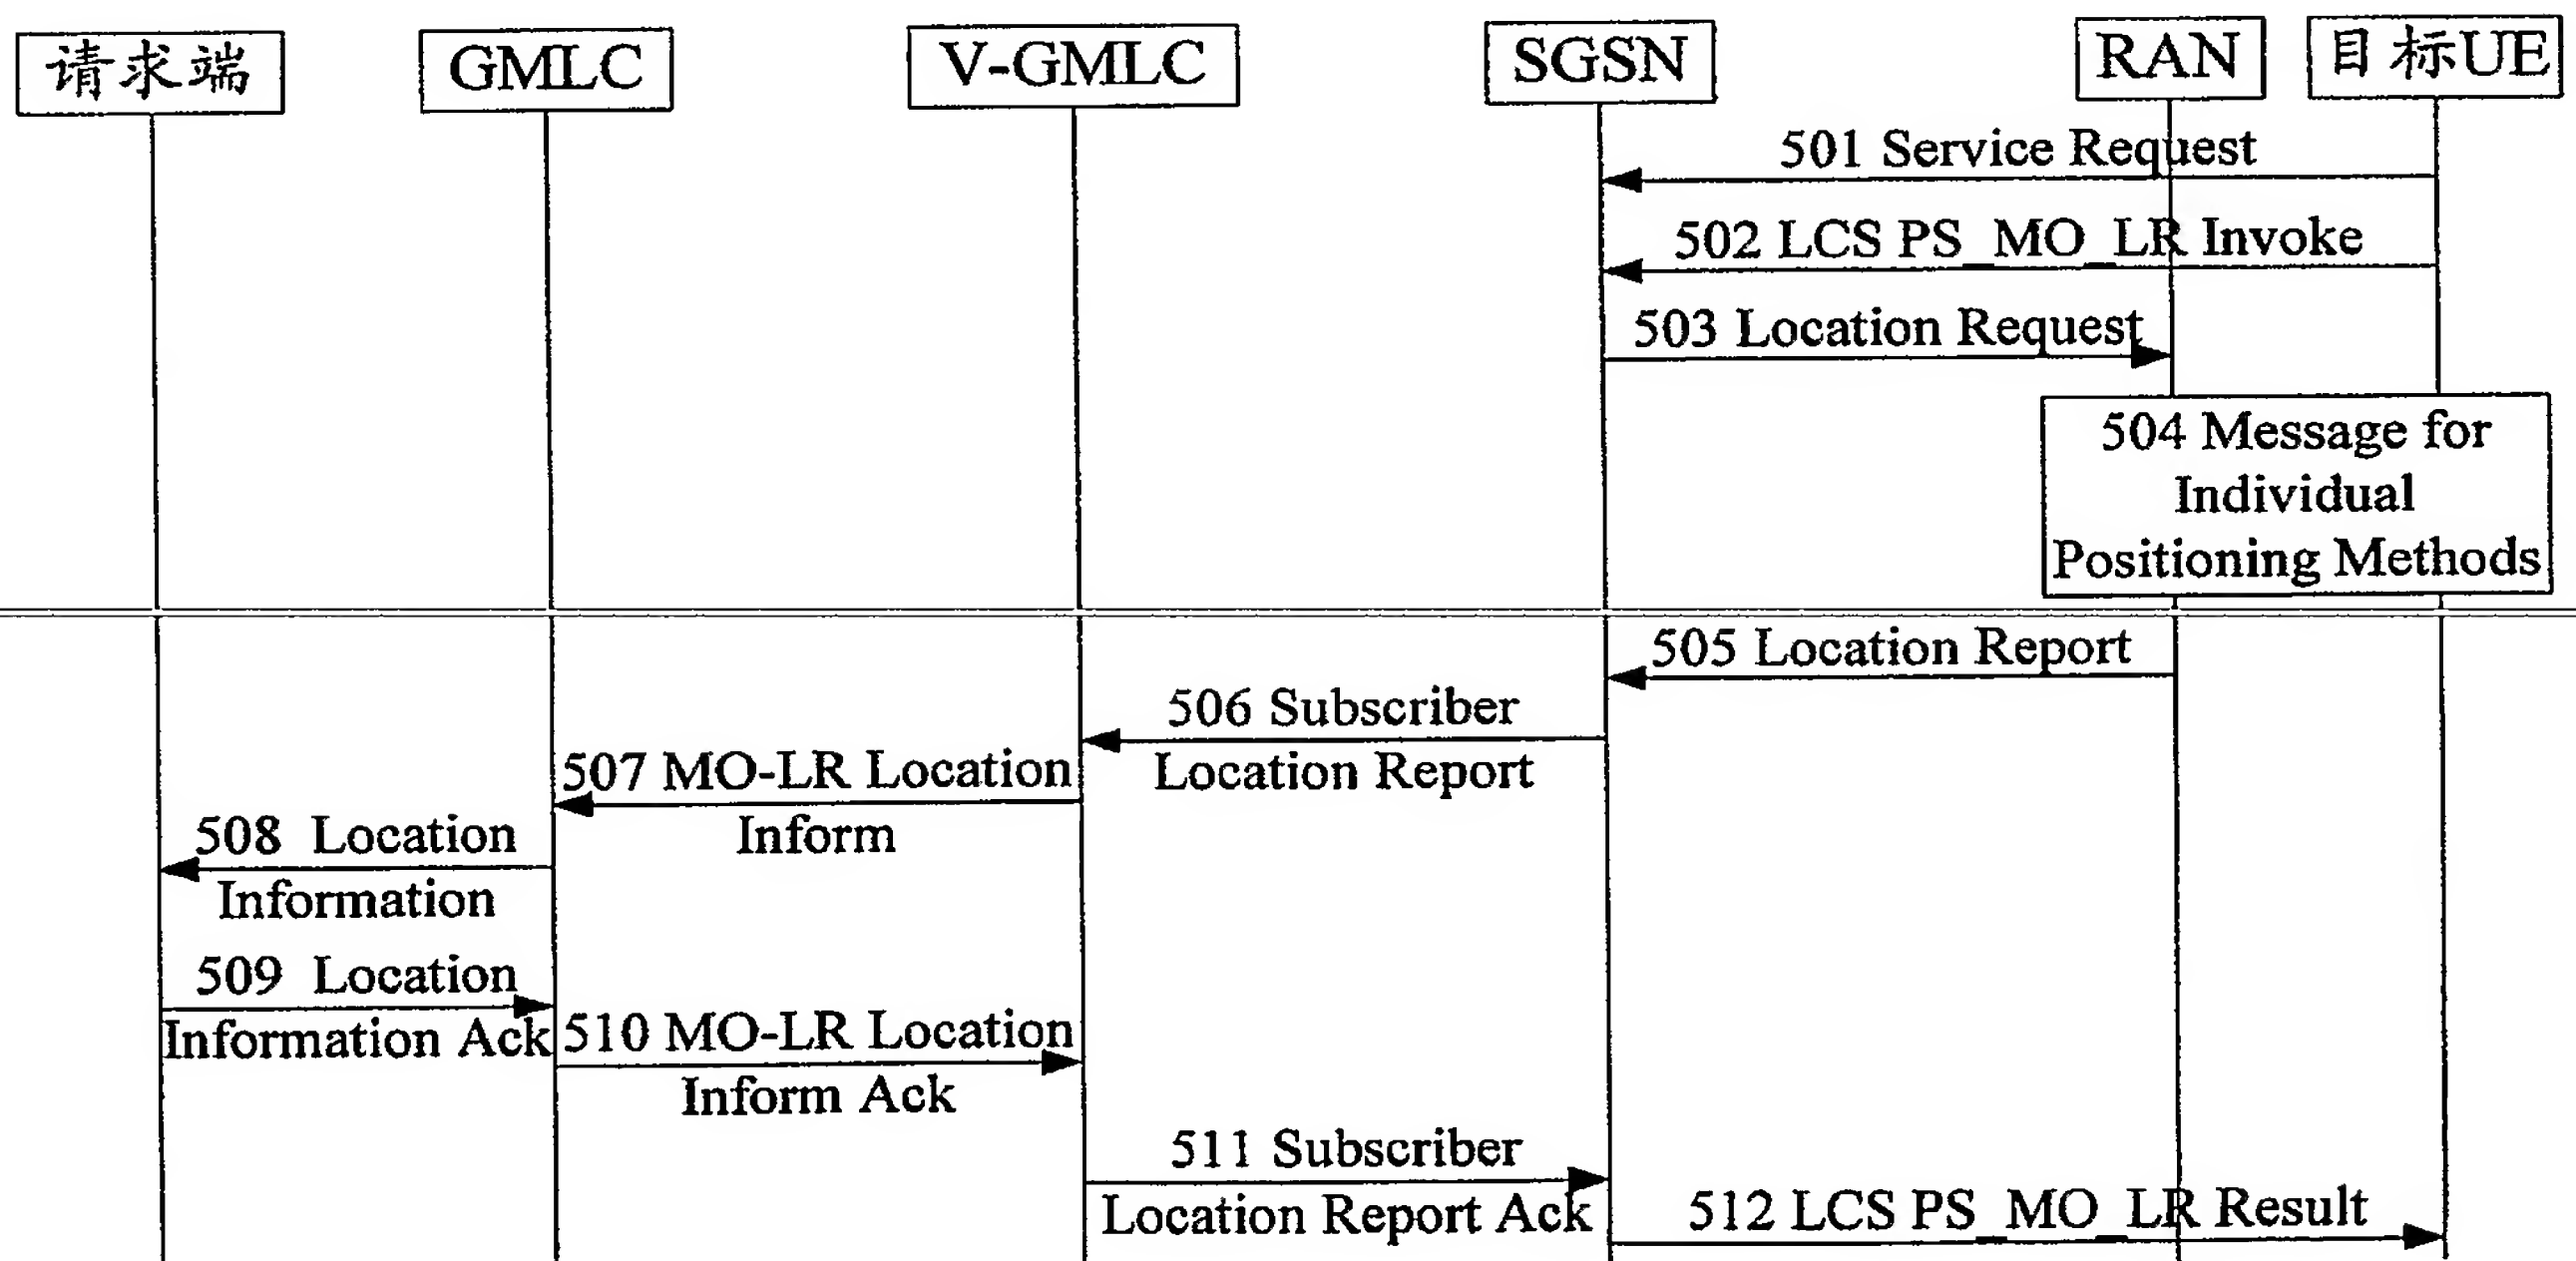 请求端
GMLC
V-GMLC
SGSN
RAN
目标UE
501 Service Request
502 LCS PS_MO_LR Invoke
503 Location Request
504 Message for
Individual
Positioning Methods
505 Location Report
506 Subscriber
Location Report
507 MO-LR Location
Inform
508 Location
Information
509 Location
Information Ack
510 MO-LR Location
Inform Ack
511 Subscriber
Location Report Ack
512 LCS PS_MO_LR Result